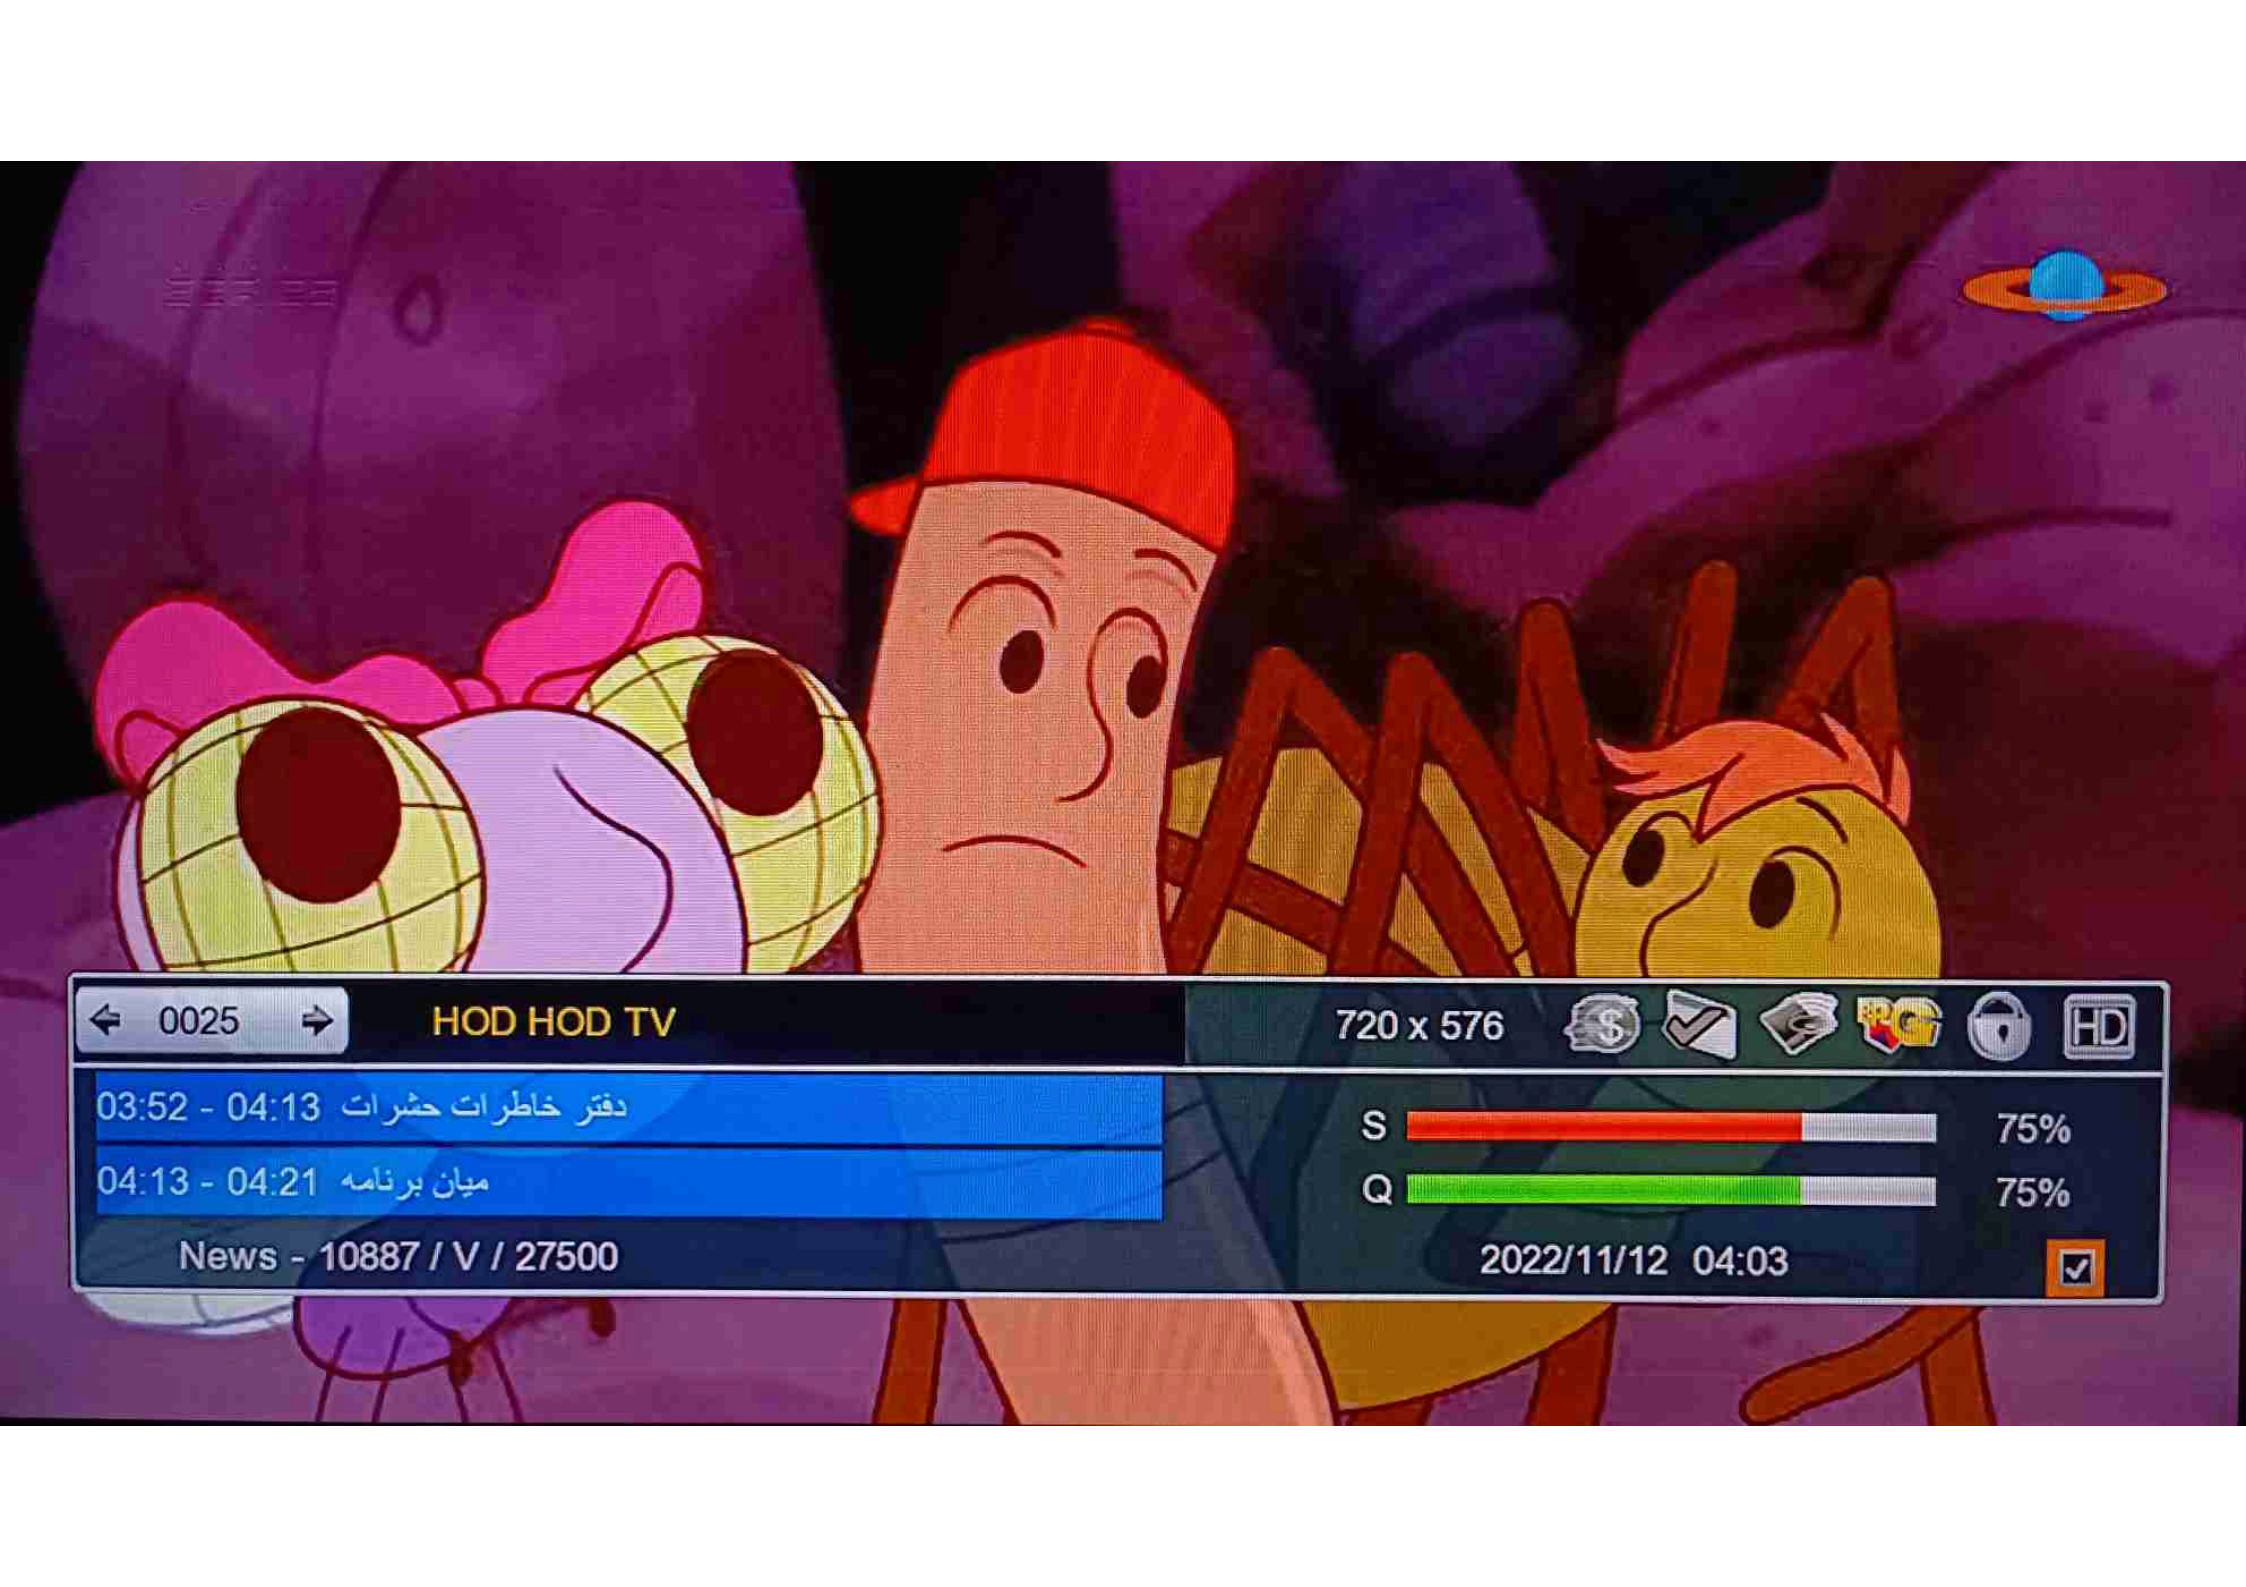 0025 HOD HOD TV 720 x 576 $ EPG HD
03:52 - 04:13 دفتر خاطرات حشرات
S 75%
04:13 - 04:21 میان برنامه
Q 75%
News - 10887 / V / 27500
2022/11/12 04:03